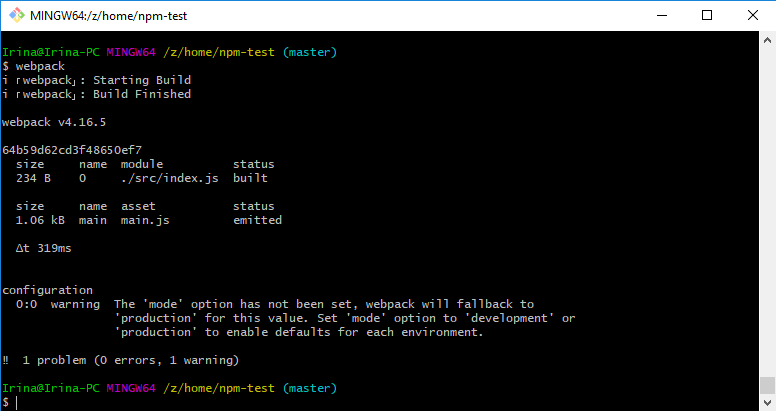 MINGW64:/z/home/npm-test
Irina@Irina-PC MINGW64 /z/home/npm-test (master)
$ webpack
i ｢webpack｣: Starting Build
i ｢webpack｣: Build Finished
webpack v4.16.5
64b59d62cd3f48650ef7
size name module status
234 B 0 ./src/index.js built
size name asset status
1.06 kB main main.js emitted
Δt 319ms
configuration
0:0 warning The 'mode' option has not been set, webpack will fallback to
'production' for this value. Set 'mode' option to 'development' or
'production' to enable defaults for each environment.
‼ 1 problem (0 errors, 1 warning)
Irina@Irina-PC MINGW64 /z/home/npm-test (master)
$